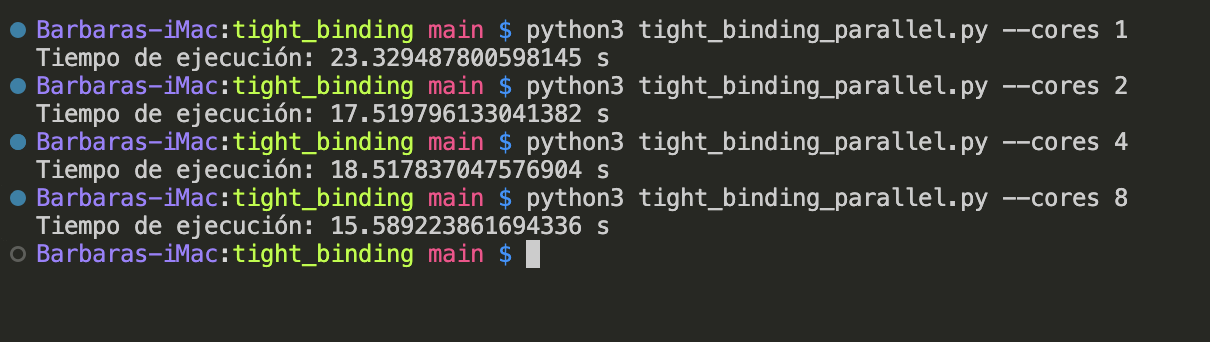 Barbaras-iMac:tight_binding main $ python3 tight_binding_parallel.py --cores 1
Tiempo de ejecución: 23.329487800598145 s
Barbaras-iMac:tight_binding main $ python3 tight_binding_parallel.py --cores 2
Tiempo de ejecución: 17.519796133041382 s
Barbaras-iMac:tight_binding main $ python3 tight_binding_parallel.py --cores 4
Tiempo de ejecución: 18.517837047576904 s
Barbaras-iMac:tight_binding main $ python3 tight_binding_parallel.py --cores 8
Tiempo de ejecución: 15.589223861694336 s
Barbaras-iMac:tight_binding main $